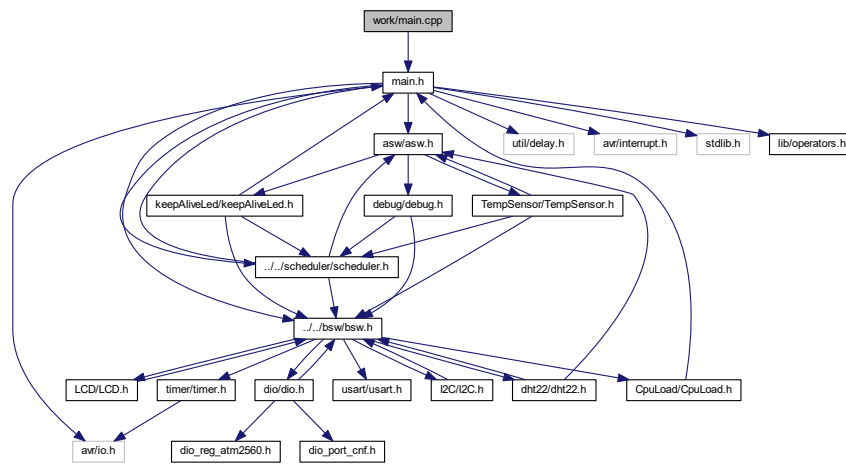 work/main.cpp
main.h
asw/asw.h
util/delay.h
avr/interrupt.h
stdlib.h
lib/operators.h
keepAliveLed/keepAliveLed.h
debug/debug.h
TempSensor/TempSensor.h
../../scheduler/scheduler.h
../../bsw/bsw.h
LCD/LCD.h
timer/timer.h
dio/dio.h
usart/usart.h
I2C/I2C.h
dht22/dht22.h
CpuLoad/CpuLoad.h
avr/io.h
dio_reg_atm2560.h
dio_port_cnf.h